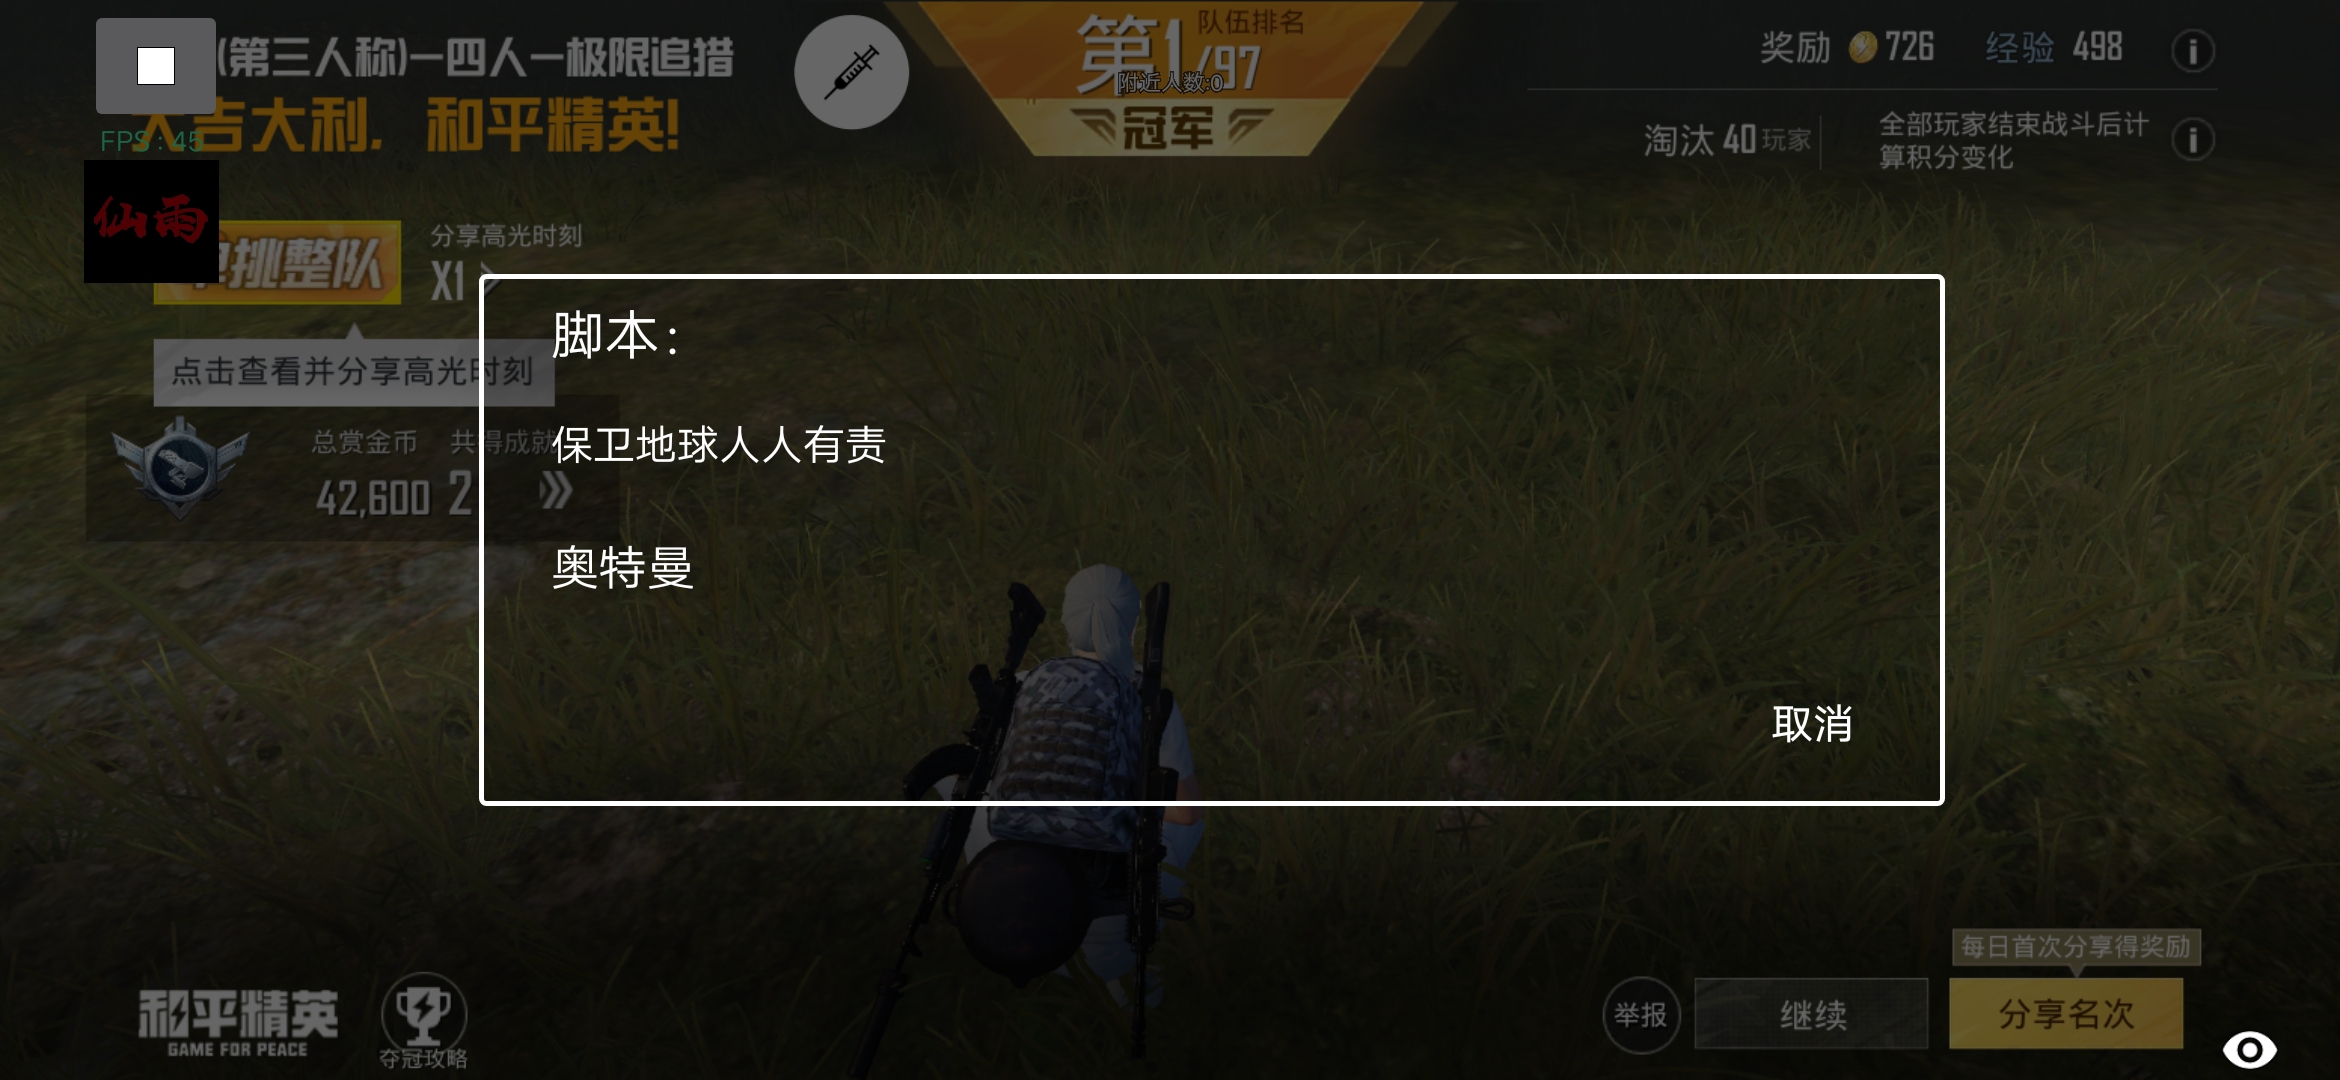 (第三人称)—四人—极限追猎
大吉大利，和平精英!
FPS : 45
仙雨
单挑整队
分享高光时刻
X1
点击查看并分享高光时刻
总赏金币 共得成就
42,600 2
第1/97
队伍排名
附近人数:0
冠军
奖励 726 经验 498
淘汰 40 玩家
全部玩家结束战斗后计
算积分变化
脚本:
保卫地球人人有责
奥特曼
取消
和平精英
GAME FOR PEACE
夺冠攻略
举报
继续
每日首次分享得奖励
分享名次